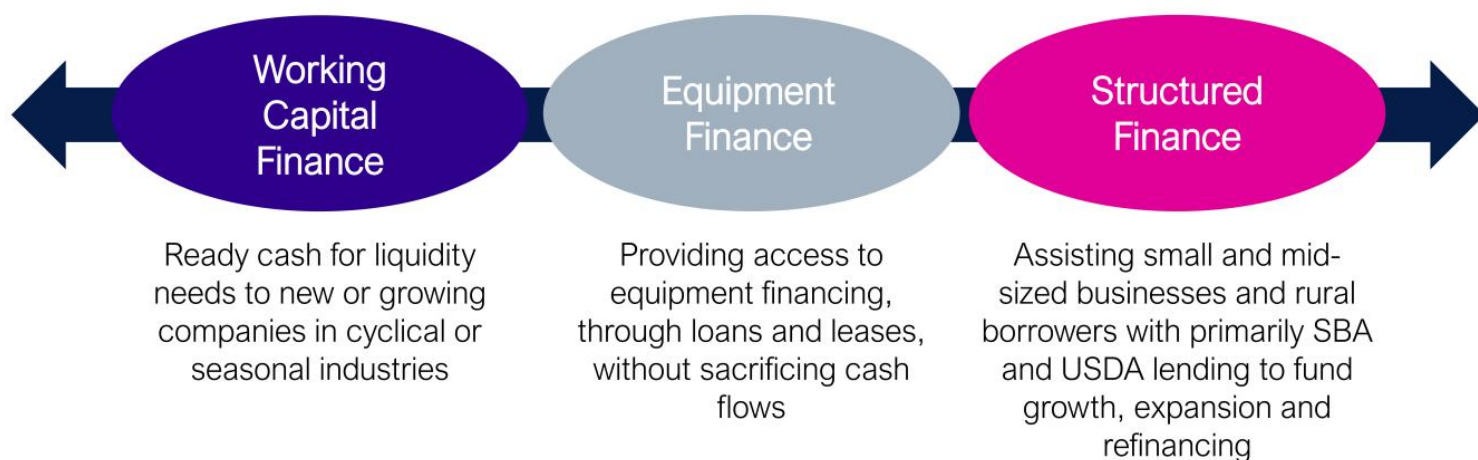 Working
Capital
Finance
Equipment
Finance
Structured
Finance
Ready cash for liquidity
needs to new or growing
companies in cyclical or
seasonal industries
Providing access to
equipment financing,
through loans and leases,
without sacrificing cash
flows
Assisting small and mid-
sized businesses and rural
borrowers with primarily SBA
and USDA lending to fund
growth, expansion and
refinancing